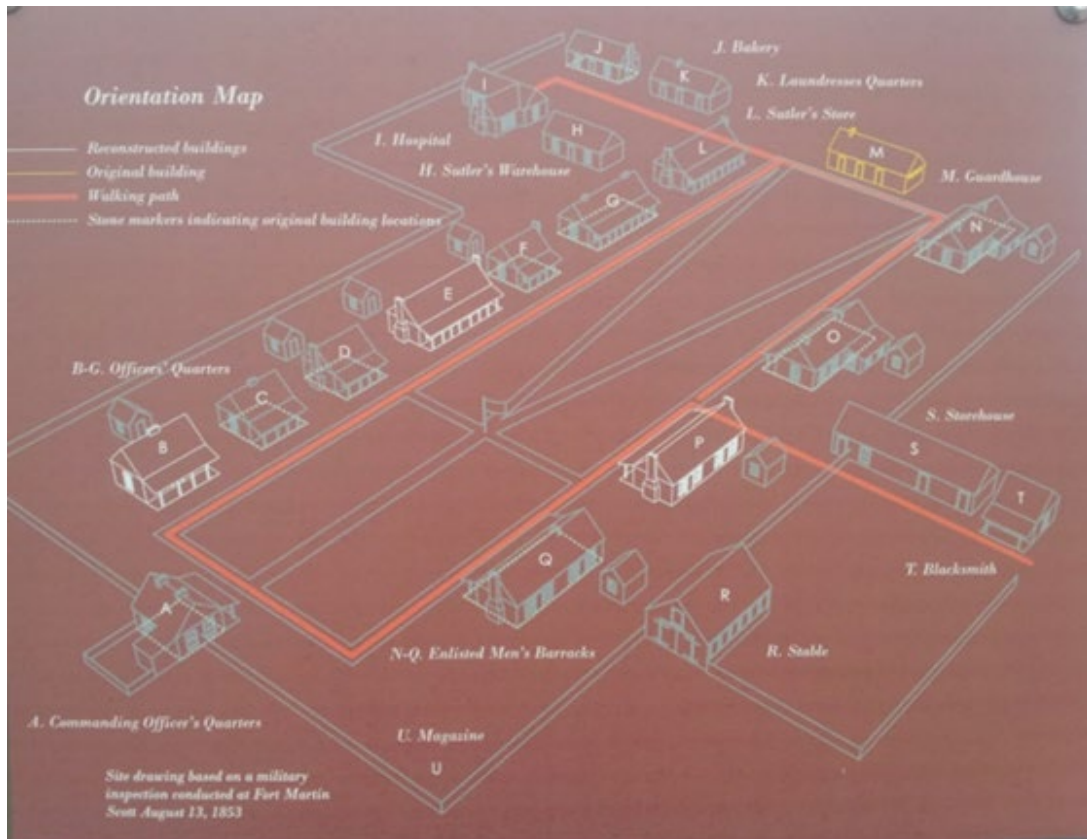 Orientation Map
Reconstructed buildings
Original building
Walking path
Stone markers indicating original building locations
J
J. Bakery
K
K. Laundresses Quarters
I
L. Sutler's Store
I. Hospital
H
L
M
H. Sutler's Warehouse
M. Guardhouse
G
N
F
E
O
D
B-G. Officers' Quarters
C
S. Storehouse
B
P
S
T
Q
T. Blacksmith
R
A
N-Q. Enlisted Men's Barracks
R. Stable
A. Commanding Officer's Quarters
U. Magazine
U
Site drawing based on a military
inspection conducted at Fort Martin
Scott August 13, 1853